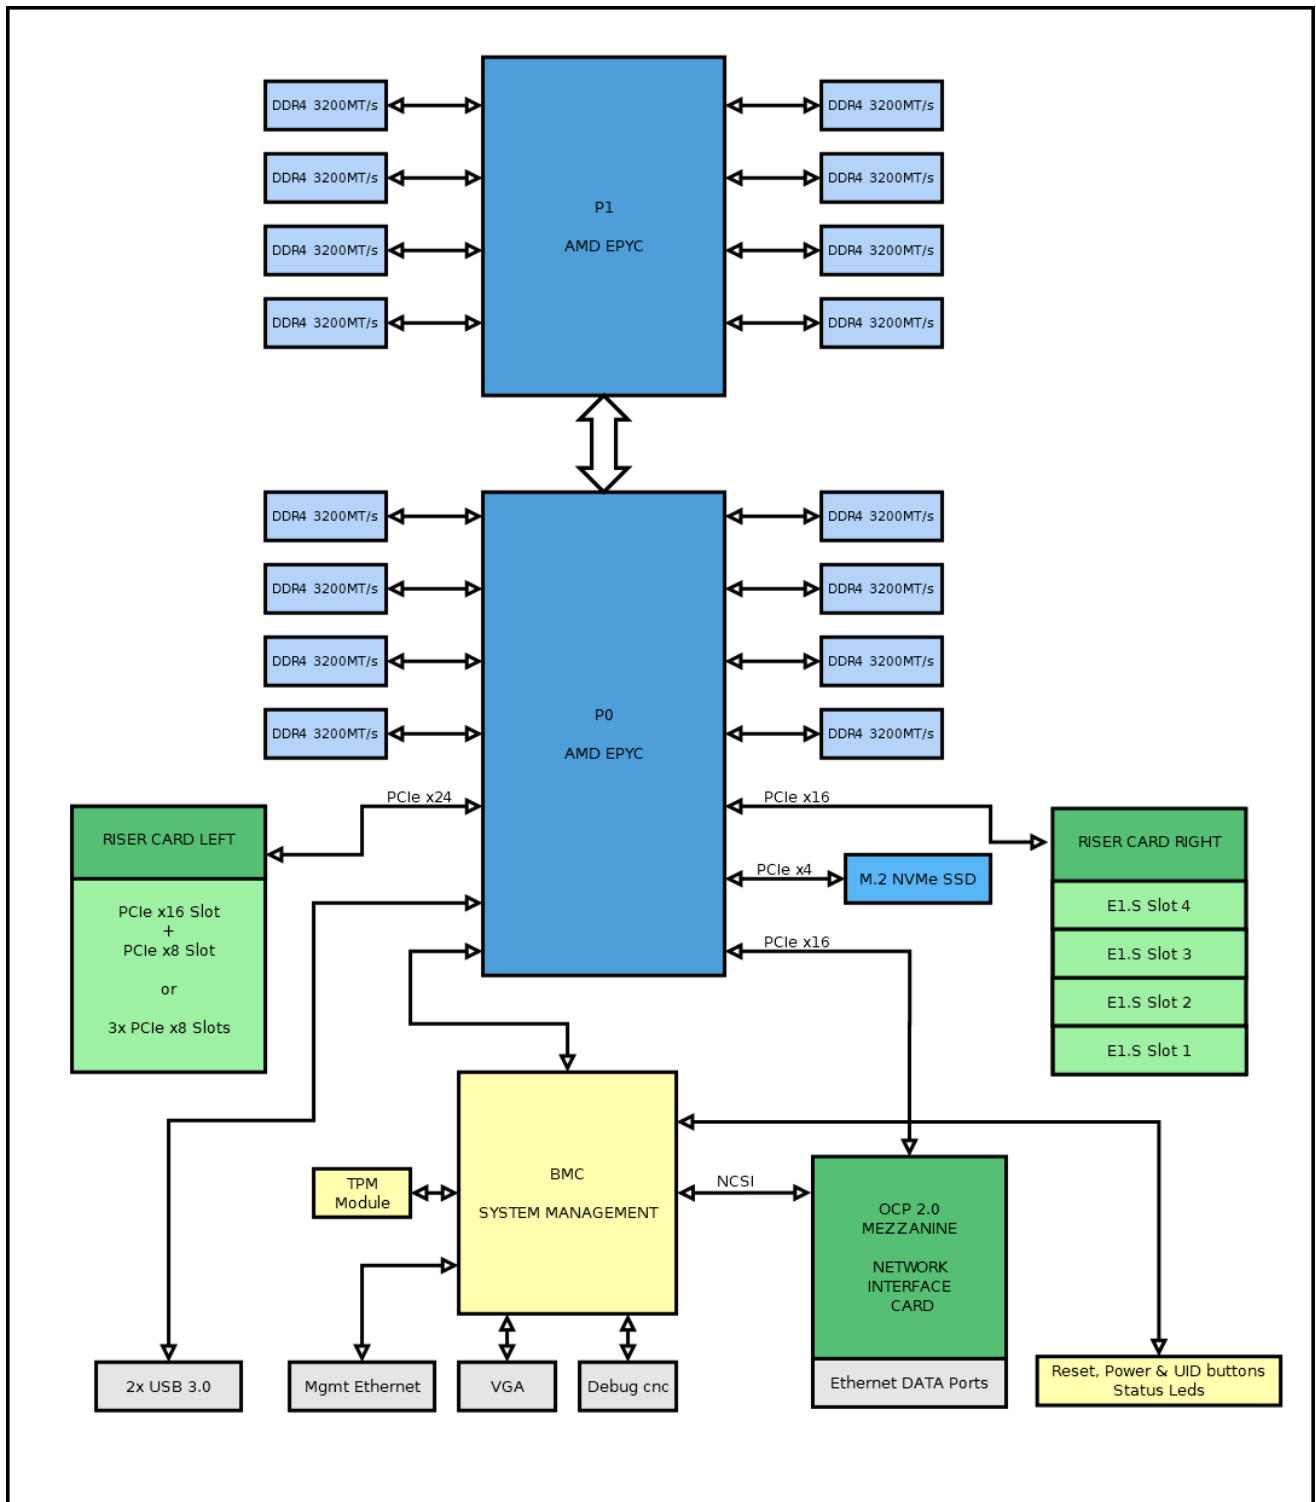 DDR4 3200MT/s
DDR4 3200MT/s
DDR4 3200MT/s
DDR4 3200MT/s
P1
AMD EPYC
DDR4 3200MT/s
DDR4 3200MT/s
DDR4 3200MT/s
DDR4 3200MT/s
DDR4 3200MT/s
DDR4 3200MT/s
DDR4 3200MT/s
DDR4 3200MT/s
P0
AMD EPYC
DDR4 3200MT/s
DDR4 3200MT/s
DDR4 3200MT/s
DDR4 3200MT/s
PCIe x24
PCIe x16
PCIe x4
M.2 NVMe SSD
PCIe x16
RISER CARD LEFT
PCIe x16 Slot
+
PCIe x8 Slot
or
3x PCIe x8 Slots
RISER CARD RIGHT
E1.S Slot 4
E1.S Slot 3
E1.S Slot 2
E1.S Slot 1
TPM
Module
BMC
SYSTEM MANAGEMENT
NCSI
OCP 2.0
MEZZANINE
NETWORK
INTERFACE
CARD
Ethernet DATA Ports
2x USB 3.0
Mgmt Ethernet
VGA
Debug cnc
Reset, Power & UID buttons
Status Leds